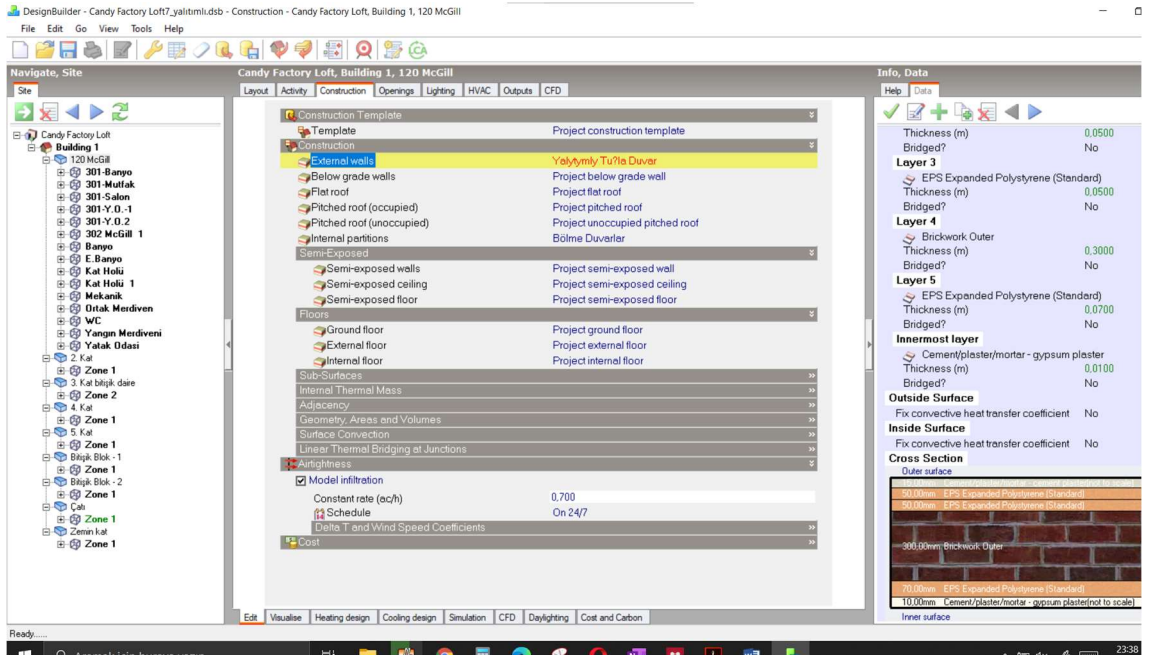 DesignBuilder - Candy Factory Loft7_yalıtımlı.dsb - Construction - Candy Factory Loft, Building 1, 120 McGill
File Edit Go View Tools Help
Navigate, Site
Site
Candy Factory Loft
Building 1
120 McGill
301-Banyo
301-Mutfak
301-Salon
301-Y.O.-1
301-Y.O.2
302 McGill 1
Banyo
E.Banyo
Kat Holü
Kat Holü 1
Mekanik
Ortak Merdiven
WC
Yangın Merdiveni
Yatak Odasi
2. Kat
Zone 1
3. Kat bitişik daire
Zone 2
4. Kat
Zone 1
5. Kat
Zone 1
Bitişik Blok - 1
Zone 1
Bitişik Blok - 2
Zone 1
Çatı
Zone 1
Zemin kat
Zone 1
Candy Factory Loft, Building 1, 120 McGill
Layout Activity Construction Openings Lighting HVAC Outputs CFD
Construction Template
Template Project construction template
Construction
External walls Yalytymly Tu?la Duvar
Below grade walls Project below grade wall
Flat roof Project flat roof
Pitched roof (occupied) Project pitched roof
Pitched roof (unoccupied) Project unoccupied pitched roof
Internal partitions Bölme Duvarlar
Semi-Exposed
Semi-exposed walls Project semi-exposed wall
Semi-exposed ceiling Project semi-exposed ceiling
Semi-exposed floor Project semi-exposed floor
Floors
Ground floor Project ground floor
External floor Project external floor
Internal floor Project internal floor
Sub-Surfaces
Internal Thermal Mass
Adjacency
Geometry, Areas and Volumes
Surface Convection
Linear Thermal Bridging at Junctions
Airtightness
Model infiltration
Constant rate (ac/h) 0,700
Schedule On 24/7
Delta T and Wind Speed Coefficients
Cost
Edit Visualise Heating design Cooling design Simulation CFD Daylighting Cost and Carbon
Info, Data
Help Data
Thickness (m) 0,0500
Bridged? No
Layer 3
EPS Expanded Polystyrene (Standard)
Thickness (m) 0,0500
Bridged? No
Layer 4
Brickwork Outer
Thickness (m) 0,3000
Bridged? No
Layer 5
EPS Expanded Polystyrene (Standard)
Thickness (m) 0,0700
Bridged? No
Innermost layer
Cement/plaster/mortar - gypsum plaster
Thickness (m) 0,0100
Bridged? No
Outside Surface
Fix convective heat transfer coefficient No
Inside Surface
Fix convective heat transfer coefficient No
Cross Section
Outer surface
15,00mm Cement/plaster/mortar - cement plaster(not to scale)
50,00mm EPS Expanded Polystyrene (Standard)
50,00mm EPS Expanded Polystyrene (Standard)
300,00mm Brickwork Outer
70,00mm EPS Expanded Polystyrene (Standard)
10,00mm Cement/plaster/mortar - gypsum plaster(not to scale)
Inner surface
Ready.....
23:38